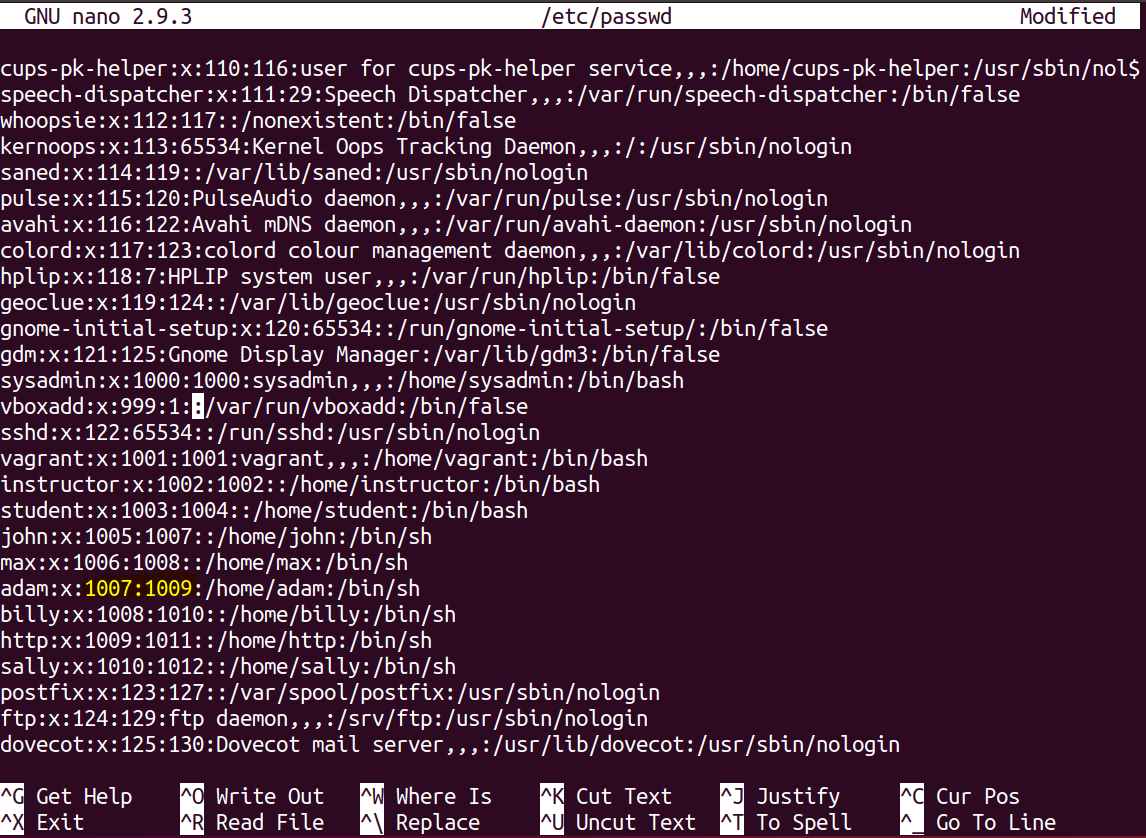 GNU nano 2.9.3 /etc/passwd Modified
cups-pk-helper:x:110:116:user for cups-pk-helper service,,,:/home/cups-pk-helper:/usr/sbin/nol$
speech-dispatcher:x:111:29:Speech Dispatcher,,,:/var/run/speech-dispatcher:/bin/false
whoopsie:x:112:117::/nonexistent:/bin/false
kernoops:x:113:65534:Kernel Oops Tracking Daemon,,,:/:/usr/sbin/nologin
saned:x:114:119::/var/lib/saned:/usr/sbin/nologin
pulse:x:115:120:PulseAudio daemon,,,:/var/run/pulse:/usr/sbin/nologin
avahi:x:116:122:Avahi mDNS daemon,,,:/var/run/avahi-daemon:/usr/sbin/nologin
colord:x:117:123:colord colour management daemon,,,:/var/lib/colord:/usr/sbin/nologin
hplip:x:118:7:HPLIP system user,,,:/var/run/hplip:/bin/false
geoclue:x:119:124::/var/lib/geoclue:/usr/sbin/nologin
gnome-initial-setup:x:120:65534::/run/gnome-initial-setup/:/bin/false
gdm:x:121:125:Gnome Display Manager:/var/lib/gdm3:/bin/false
sysadmin:x:1000:1000:sysadmin,,,:/home/sysadmin:/bin/bash
vboxadd:x:999:1::/var/run/vboxadd:/bin/false
sshd:x:122:65534::/run/sshd:/usr/sbin/nologin
vagrant:x:1001:1001:vagrant,,,:/home/vagrant:/bin/bash
instructor:x:1002:1002::/home/instructor:/bin/bash
student:x:1003:1004::/home/student:/bin/bash
john:x:1005:1007::/home/john:/bin/sh
max:x:1006:1008::/home/max:/bin/sh
adam:x:1007:1009:/home/adam:/bin/sh
billy:x:1008:1010::/home/billy:/bin/sh
http:x:1009:1011::/home/http:/bin/sh
sally:x:1010:1012::/home/sally:/bin/sh
postfix:x:123:127::/var/spool/postfix:/usr/sbin/nologin
ftp:x:124:129:ftp daemon,,,:/srv/ftp:/usr/sbin/nologin
dovecot:x:125:130:Dovecot mail server,,,:/usr/lib/dovecot:/usr/sbin/nologin
^G Get Help ^O Write Out ^W Where Is ^K Cut Text ^J Justify ^C Cur Pos
^X Exit ^R Read File ^\ Replace ^U Uncut Text ^T To Spell ^_ Go To Line